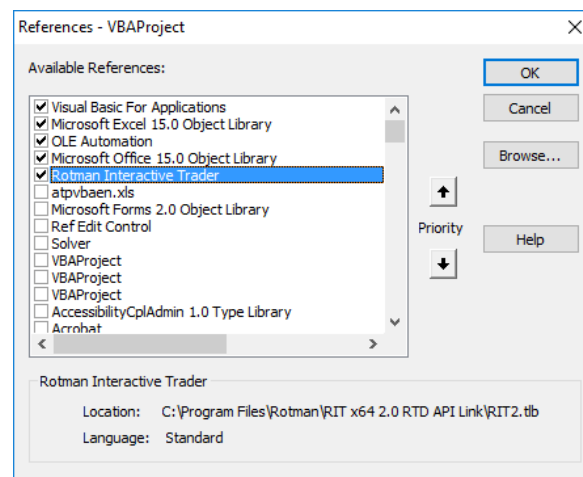 References - VBAProject
Available References:
Visual Basic For Applications
Microsoft Excel 15.0 Object Library
OLE Automation
Microsoft Office 15.0 Object Library
Rotman Interactive Trader
atpvbaen.xls
Microsoft Forms 2.0 Object Library
Ref Edit Control
Solver
VBAProject
VBAProject
VBAProject
AccessibilityCplAdmin 1.0 Type Library
Acrobat
OK
Cancel
Browse...
Priority
Help
Rotman Interactive Trader
Location: C:\Program Files\Rotman\RIT x64 2.0 RTD API Link\RIT2.tlb
Language: Standard